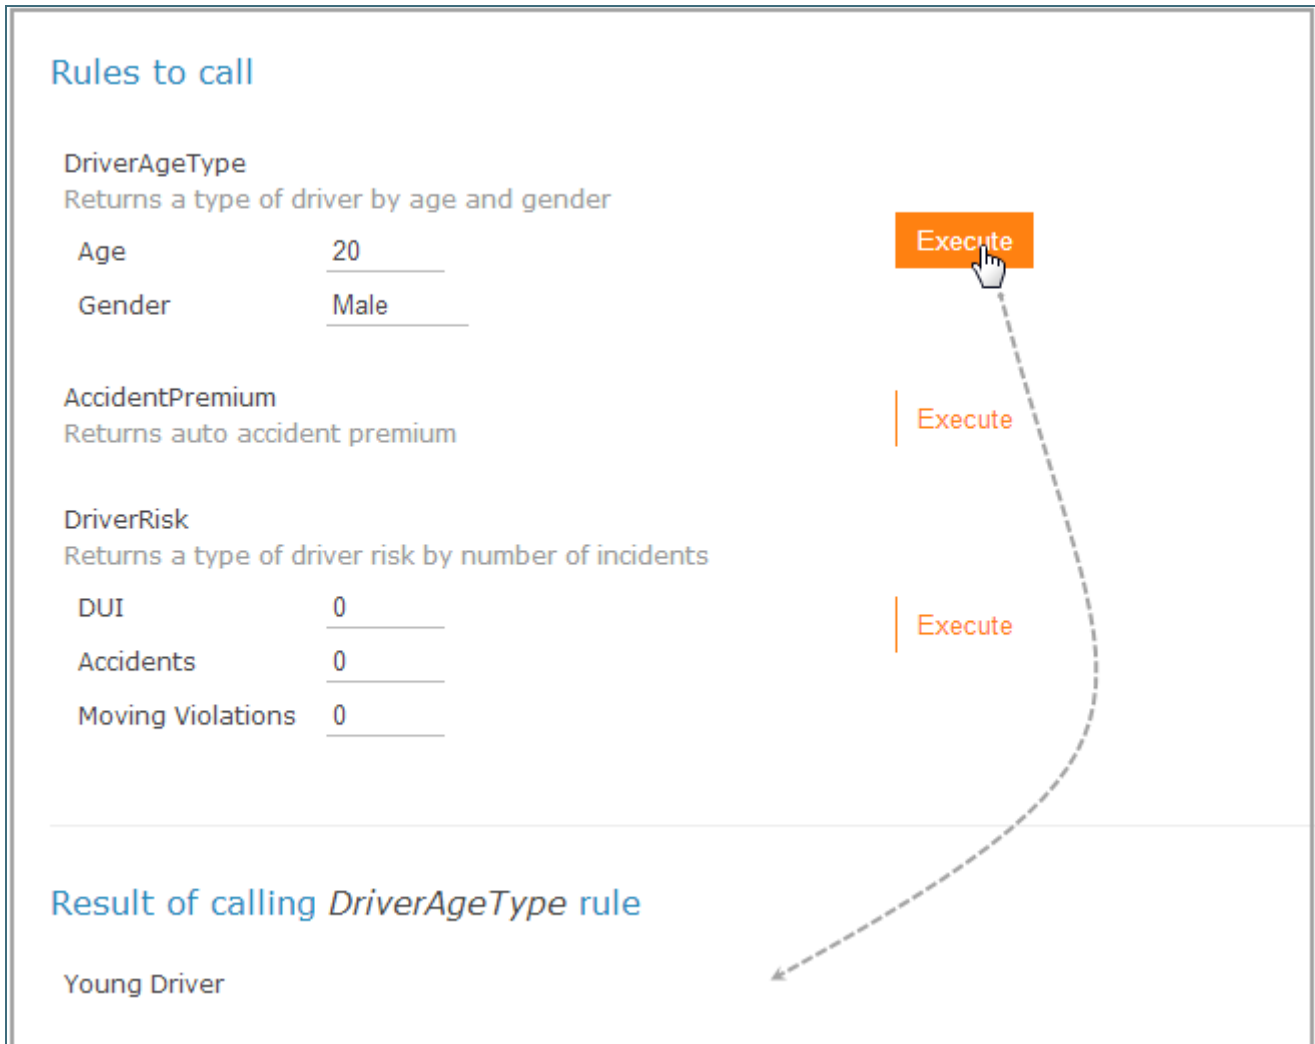 Rules to call
DriverAgeType
Returns a type of driver by age and gender
Age 20
Execute
Gender Male
AccidentPremium
Returns auto accident premium
Execute
DriverRisk
Returns a type of driver risk by number of incidents
DUI 0
Execute
Accidents 0
Moving Violations 0
Result of calling DriverAgeType rule
Young Driver